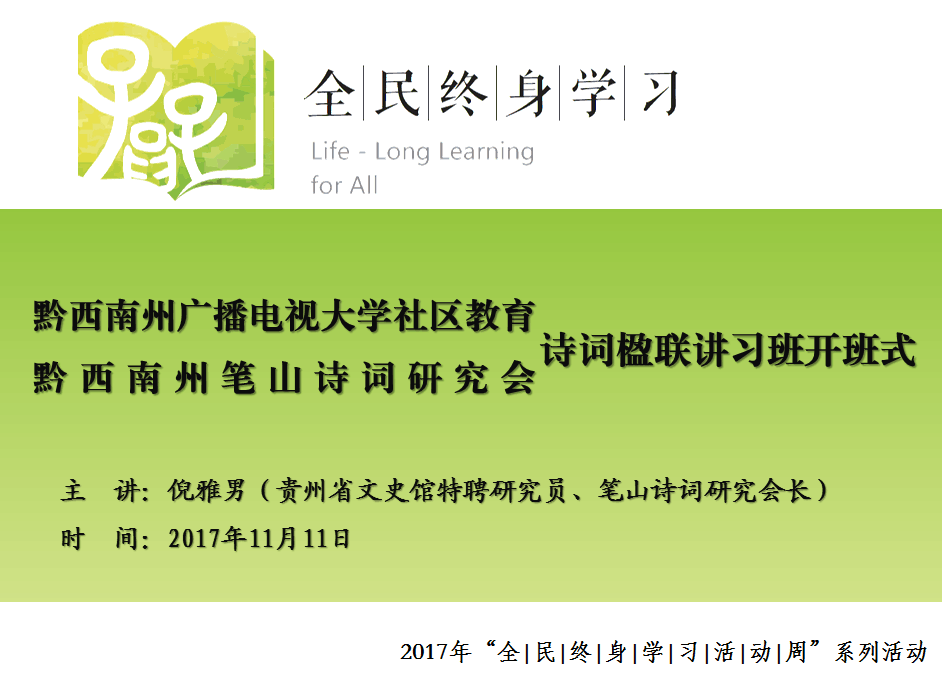 全|民|终|身|学|习
Life - Long Learning
for All
黔西南州广播电视大学社区教育
黔西南州笔山诗词研究会
诗词楹联讲习班开班式
主 讲：倪雅男（贵州省文史馆特聘研究员、笔山诗词研究会长）
时 间：2017年11月11日
2017年“全|民|终|身|学|习|活|动|周”系列活动